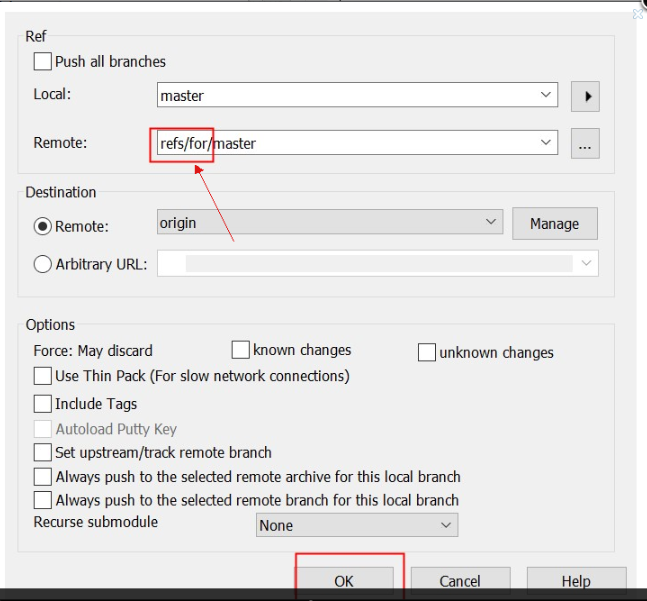 Ref
Push all branches
Local: master
Remote: refs/for/master ...
Destination
Remote: origin Manage
Arbitrary URL:
Options
Force: May discard known changes unknown changes
Use Thin Pack (For slow network connections)
Include Tags
Autoload Putty Key
Set upstream/track remote branch
Always push to the selected remote archive for this local branch
Always push to the selected remote branch for this local branch
Recurse submodule None
OK Cancel Help